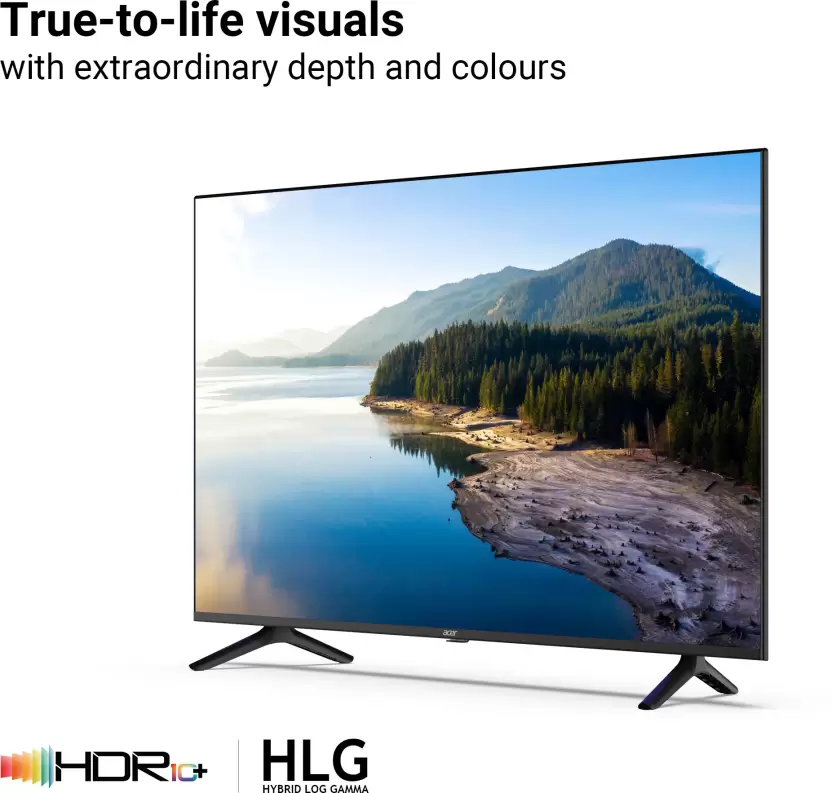 True-to-life visuals
with extraordinary depth and colours
acer
HDR10+
HLG
HYBRID LOG GAMMA